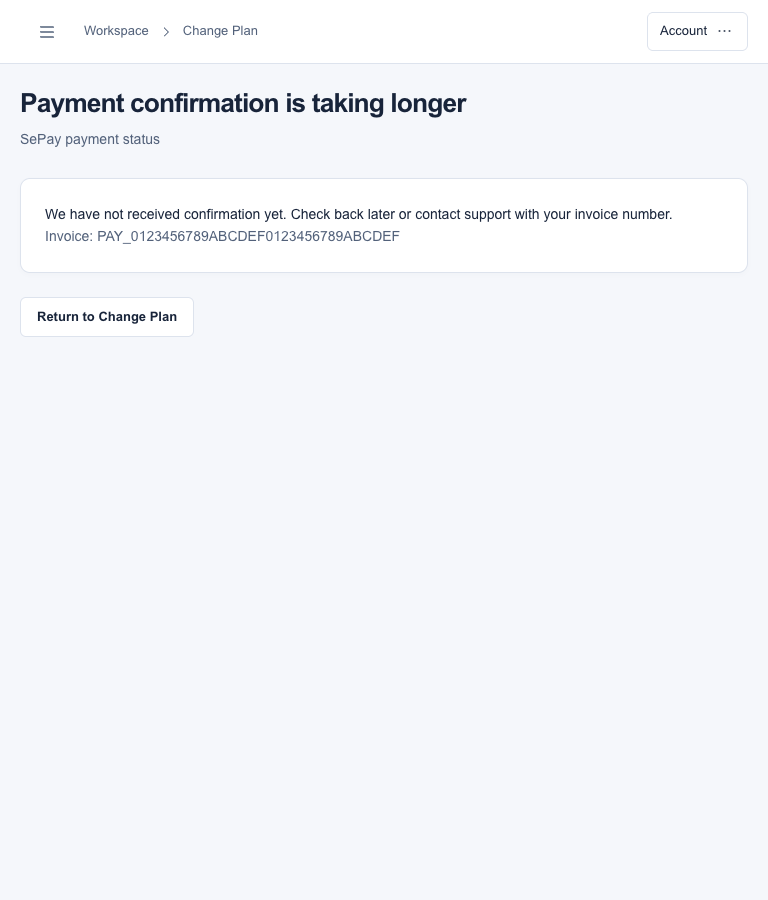 Workspace
Change Plan
Account ···
Payment confirmation is taking longer
SePay payment status
We have not received confirmation yet. Check back later or contact support with your invoice number.
Invoice: PAY_0123456789ABCDEF0123456789ABCDEF
Return to Change Plan